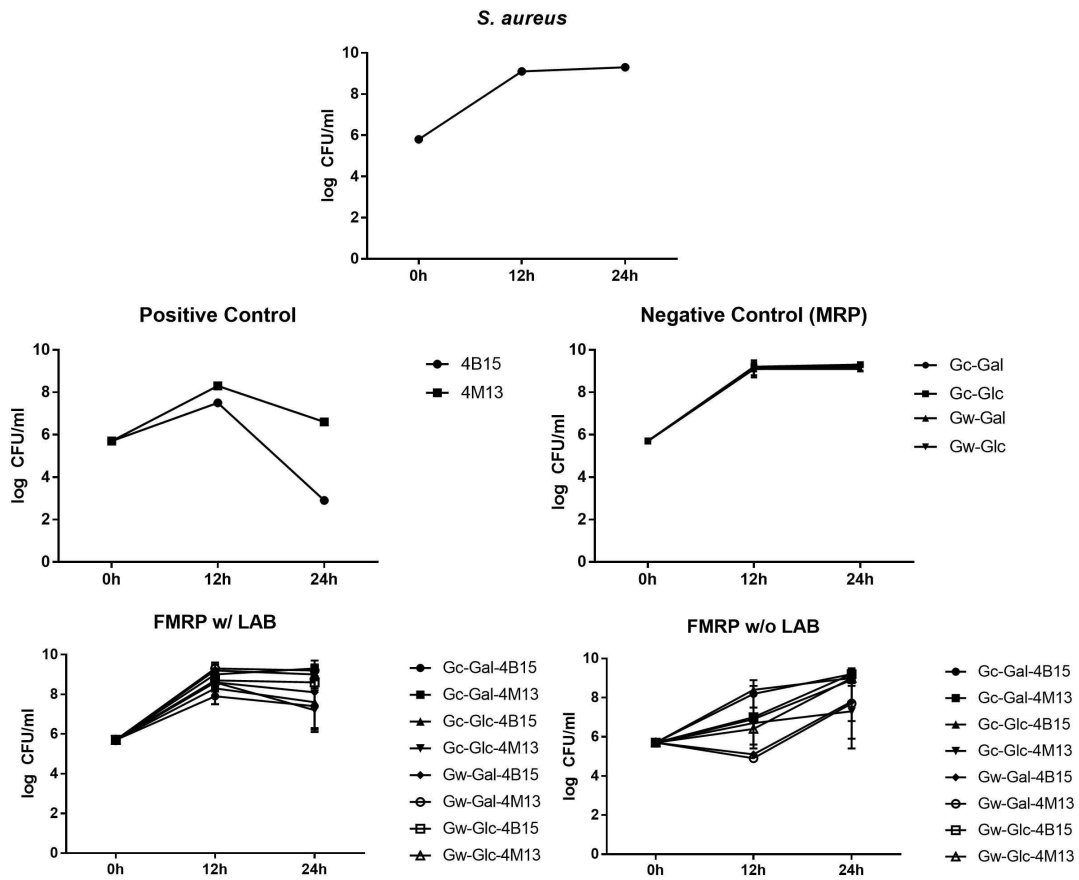 S. aureus
10
8
6
4
2
0
log CFU/ml
0h 12h 24h
Positive Control
10
8
6
4
2
0
log CFU/ml
0h 12h 24h
4B15
4M13
Negative Control (MRP)
10
8
6
4
2
0
log CFU/ml
0h 12h 24h
Gc-Gal
Gc-Glc
Gw-Gal
Gw-Glc
FMRP w/ LAB
10
8
6
4
2
0
log CFU/ml
0h 12h 24h
Gc-Gal-4B15
Gc-Gal-4M13
Gc-Glc-4B15
Gc-Glc-4M13
Gw-Gal-4B15
Gw-Gal-4M13
Gw-Glc-4B15
Gw-Glc-4M13
FMRP w/o LAB
10
8
6
4
2
0
log CFU/ml
0h 12h 24h
Gc-Gal-4B15
Gc-Gal-4M13
Gc-Glc-4B15
Gc-Glc-4M13
Gw-Gal-4B15
Gw-Gal-4M13
Gw-Glc-4B15
Gw-Glc-4M13